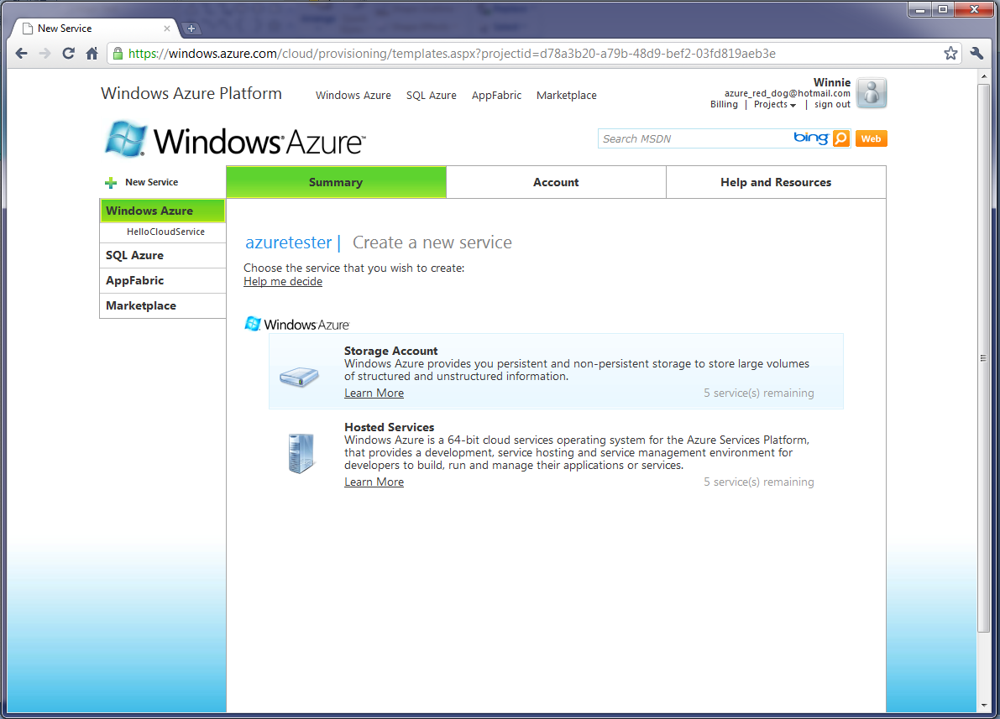 New Service
https://windows.azure.com/cloud/provisioning/templates.aspx?projectid=d78a3b20-a79b-48d9-bef2-03fd819aeb3e
Windows Azure Platform
Windows Azure SQL Azure AppFabric Marketplace
Winnie
azure_red_dog@hotmail.com
Billing | Projects | sign out
Windows Azure™
Search MSDN bing Web
New Service
Summary Account Help and Resources
Windows Azure
HelloCloudService
SQL Azure
AppFabric
Marketplace
azuretester | Create a new service
Choose the service that you wish to create:
Help me decide
Windows Azure
Storage Account
Windows Azure provides you persistent and non-persistent storage to store large volumes
of structured and unstructured information.
Learn More 5 service(s) remaining
Hosted Services
Windows Azure is a 64-bit cloud services operating system for the Azure Services Platform,
that provides a development, service hosting and service management environment for
developers to build, run and manage their applications or services.
Learn More 5 service(s) remaining